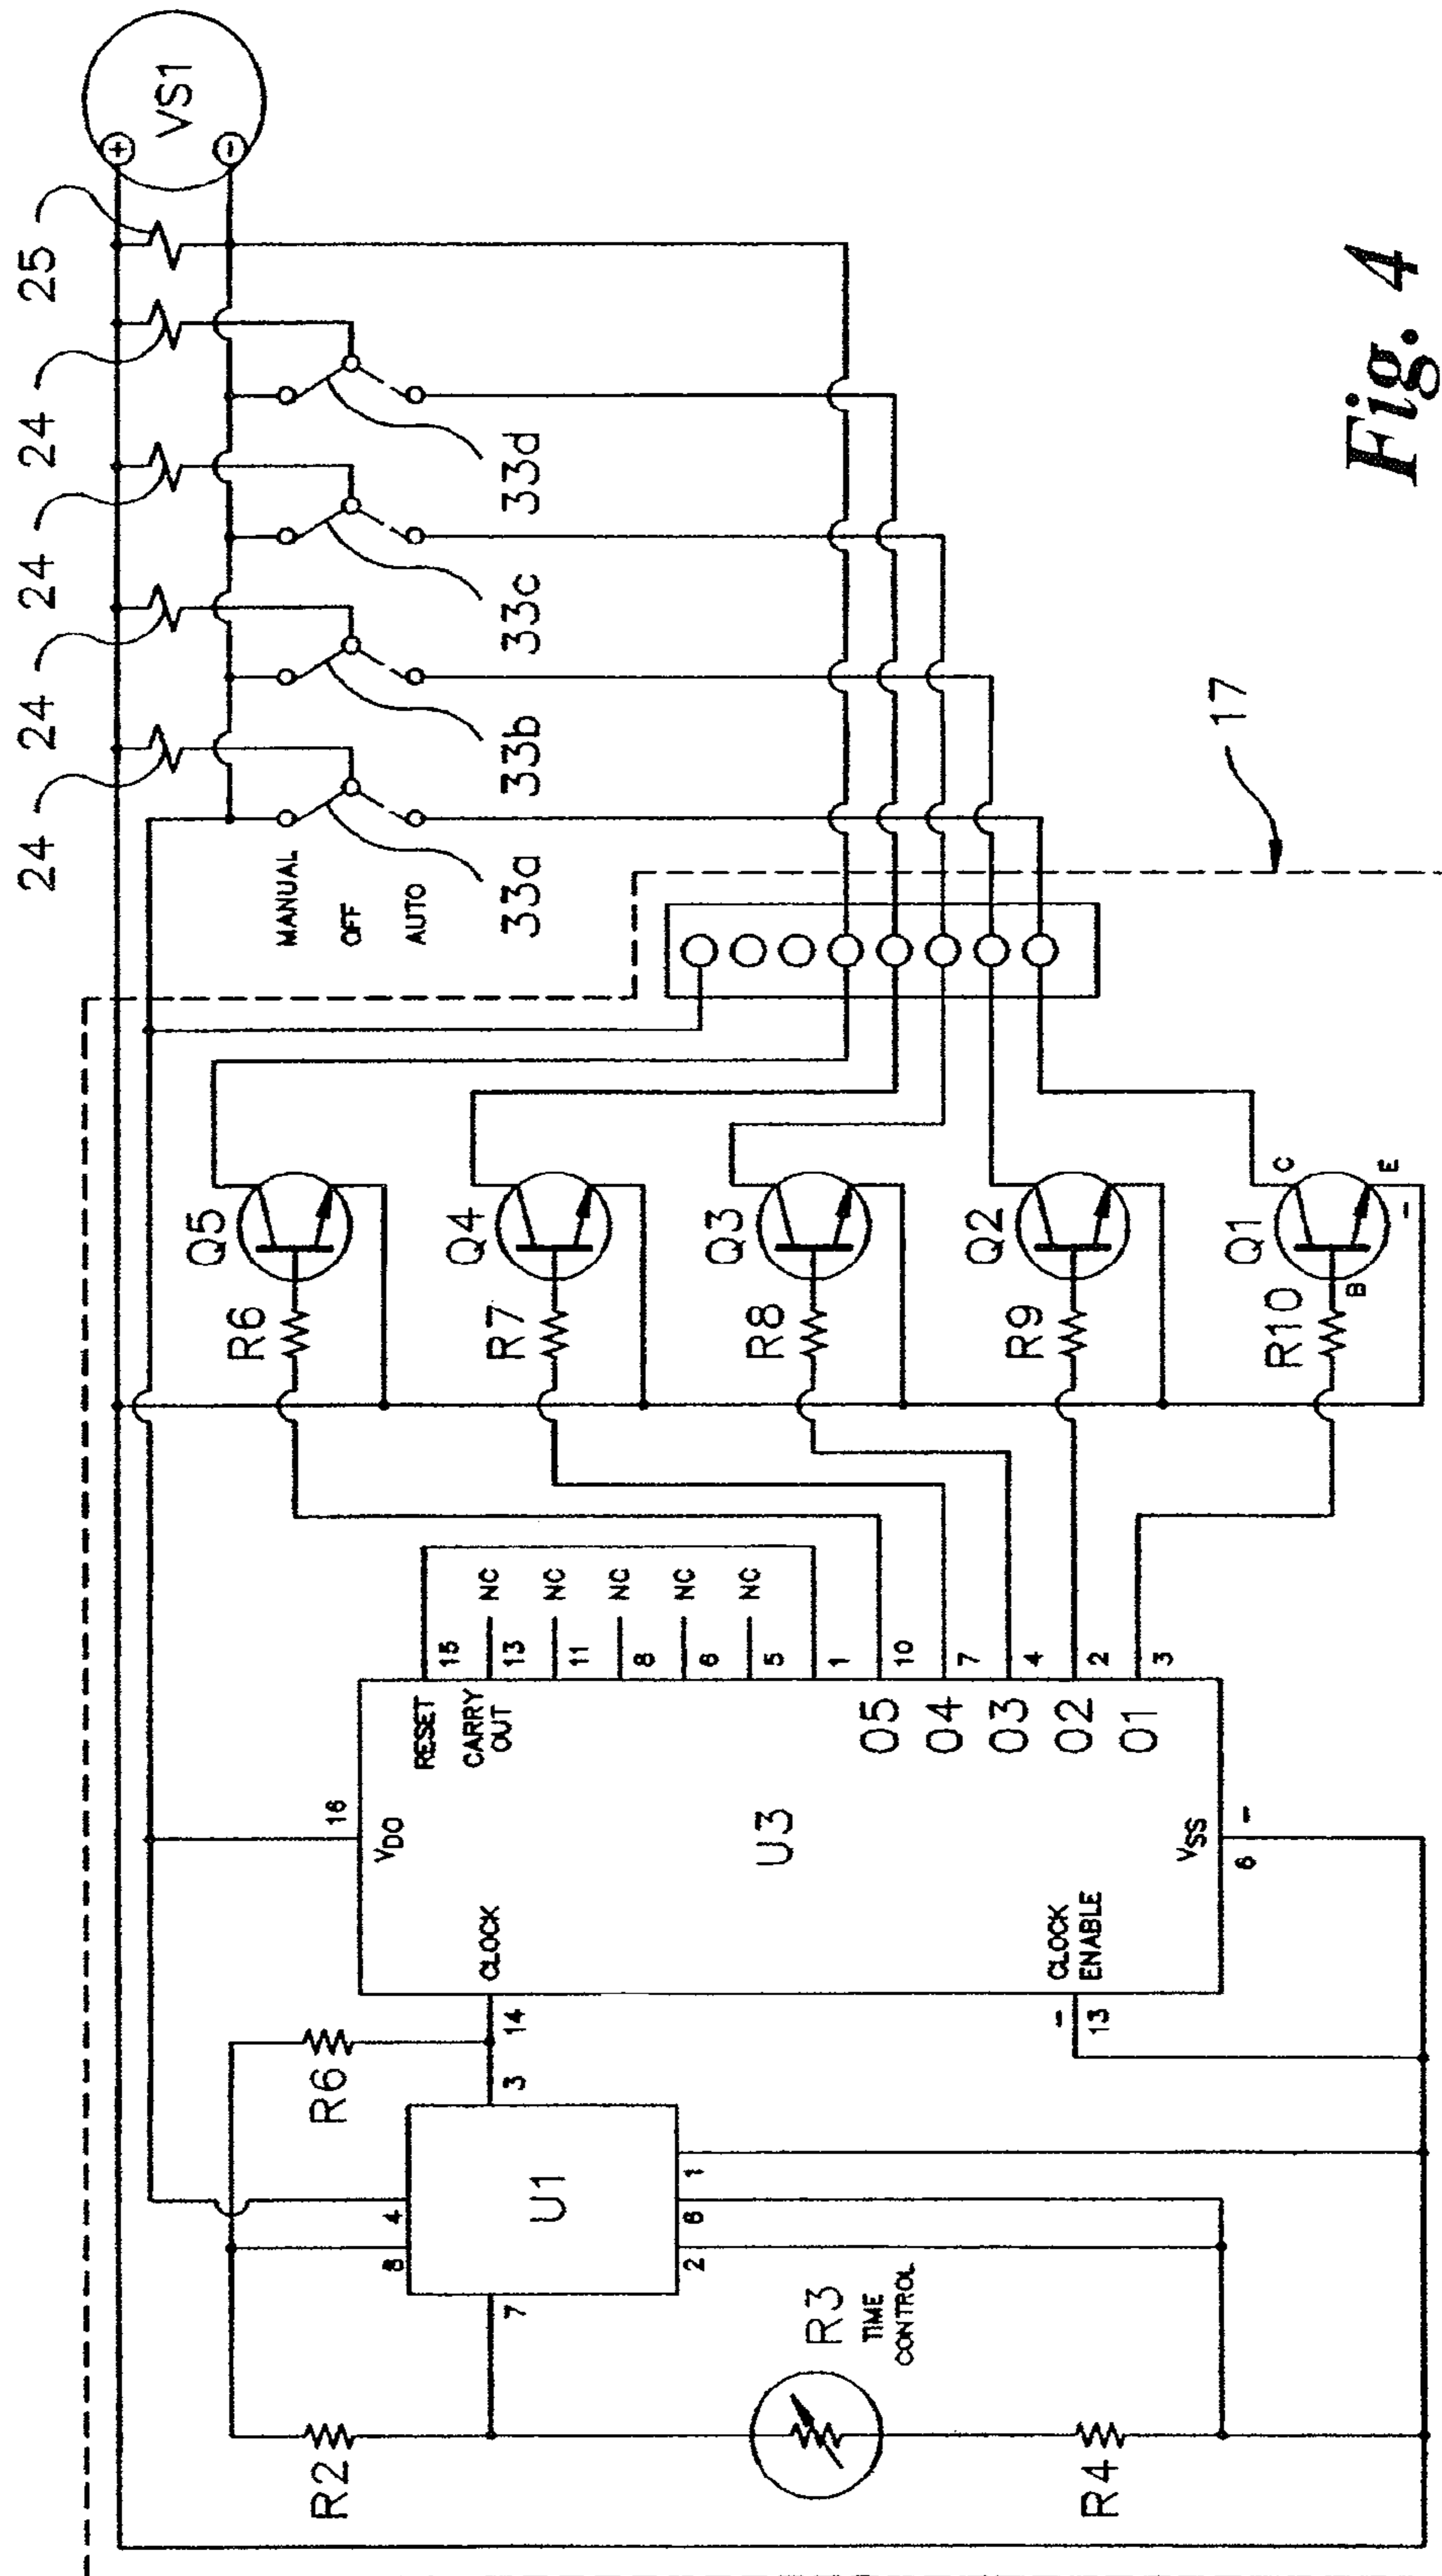 VS1
+
-
25
24
24
24
24
33d
33c
33b
33a
MANUAL
OFF
AUTO
17
Q5
Q4
Q3
Q2
Q1
C
E
B
-
R6
R7
R8
R9
R10
RESET
15
CARRY
OUT
13
NC
11
NC
8
NC
6
NC
5
NC
1
O5
10
O4
7
O3
4
O2
2
O1
3
16
VDO
U3
VSS
6
-
CLOCK
14
CLOCK
ENABLE
-
13
R6
3
U1
4
8
7
1
6
2
R2
R3
TIME
CONTROL
R4
Fig. 4